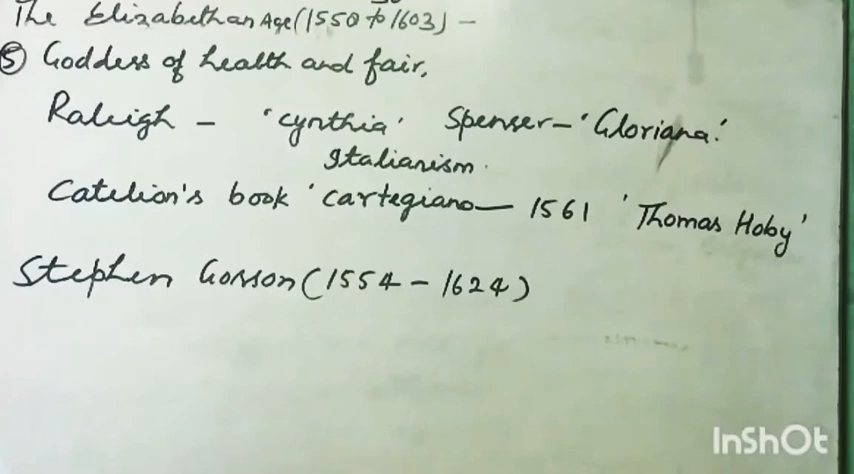 The Elizabethan Age (1550 to 1603) -
⑤ Goddess of health and fair,
Raleigh - 'cynthia' Spenser - 'Gloriana'.
Italianism.
Catelion's book 'cartegiano - 1561 'Thomas Hoby'
Stephen Gosson (1554 - 1624)
InShOt